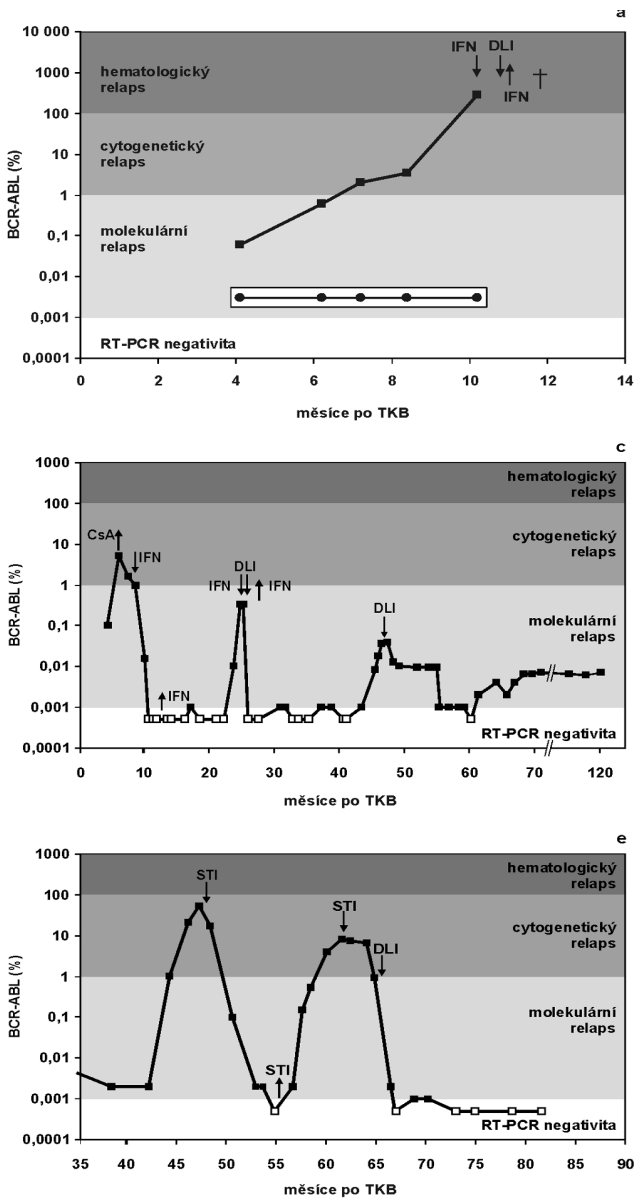 a
10 000
1000
100
10
1
0,1
0,01
0,001
0,0001
BCR-ABL (%)
hematologický
relaps
cytogenetický
relaps
molekulární
relaps
RT-PCR negativita
IFN DLI
IFN
0 2 4 6 8 10 12 14
měsíce po TKB
c
1000
100
10
1
0,1
0,01
0,001
0,0001
BCR-ABL (%)
hematologický
relaps
cytogenetický
relaps
molekulární
relaps
RT-PCR negativita
CsA
IFN
IFN
DLI
IFN IFN
DLI
0 10 20 30 40 50 60 70 120
měsíce po TKB
e
1000
100
10
1
0,1
0,01
0,001
0,0001
BCR-ABL (%)
hematologický
relaps
cytogenetický
relaps
molekulární
relaps
RT-PCR negativita
STI
STI
STI
DLI
35 40 45 50 55 60 65 70 75 80 85 90
měsíce po TKB